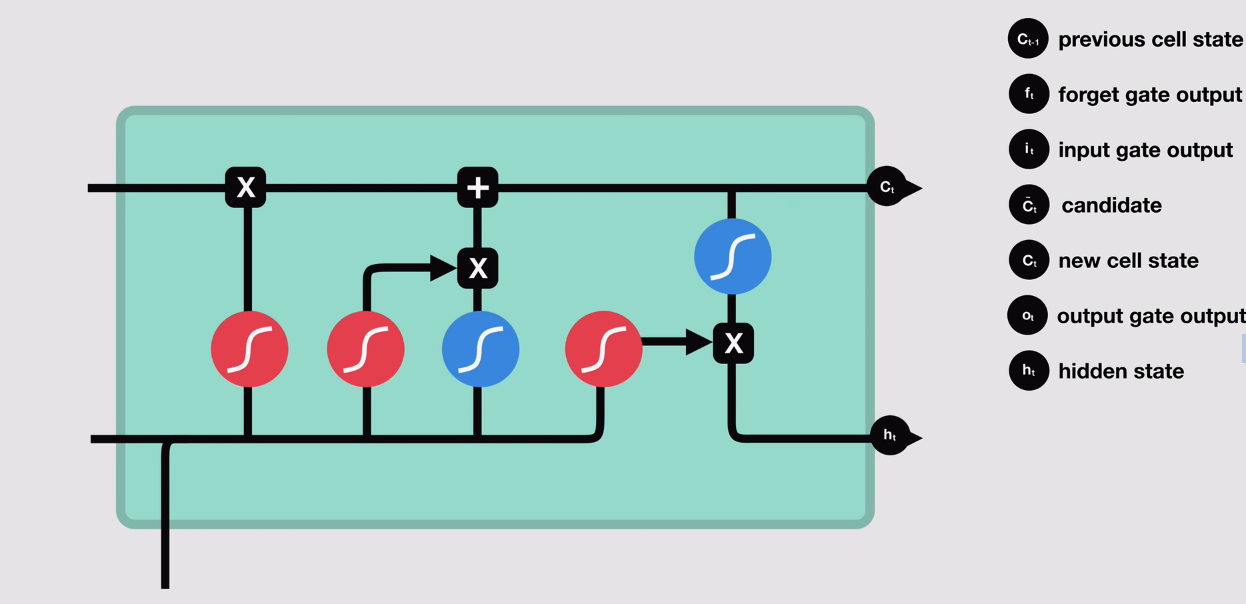 Ct-1 previous cell state
ft forget gate output
it input gate output
C̃t candidate
Ct new cell state
ot output gate output
ht hidden state
X
+
Ct
X
X
ht